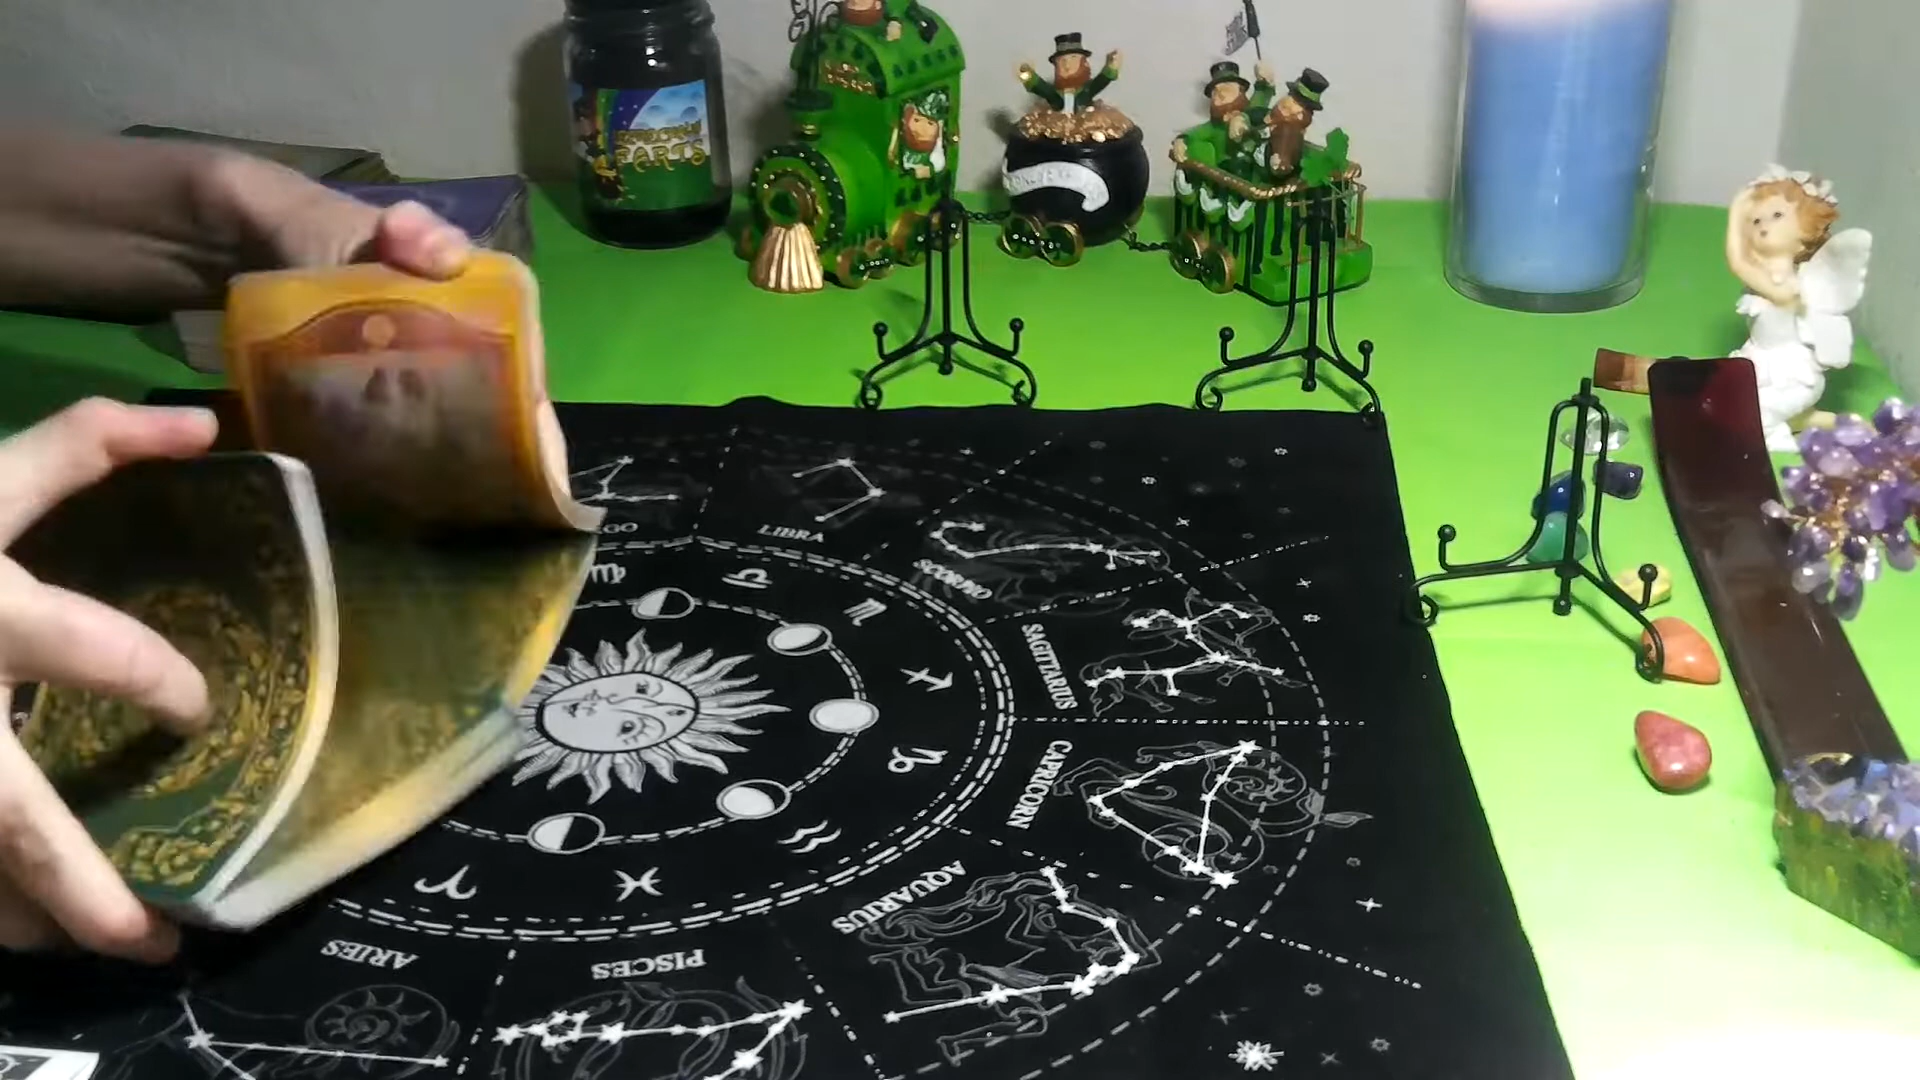 FARTS
LIBRA
SCORPIO
SAGITTARIUS
CAPRICORN
AQUARIUS
PISCES
ARIES